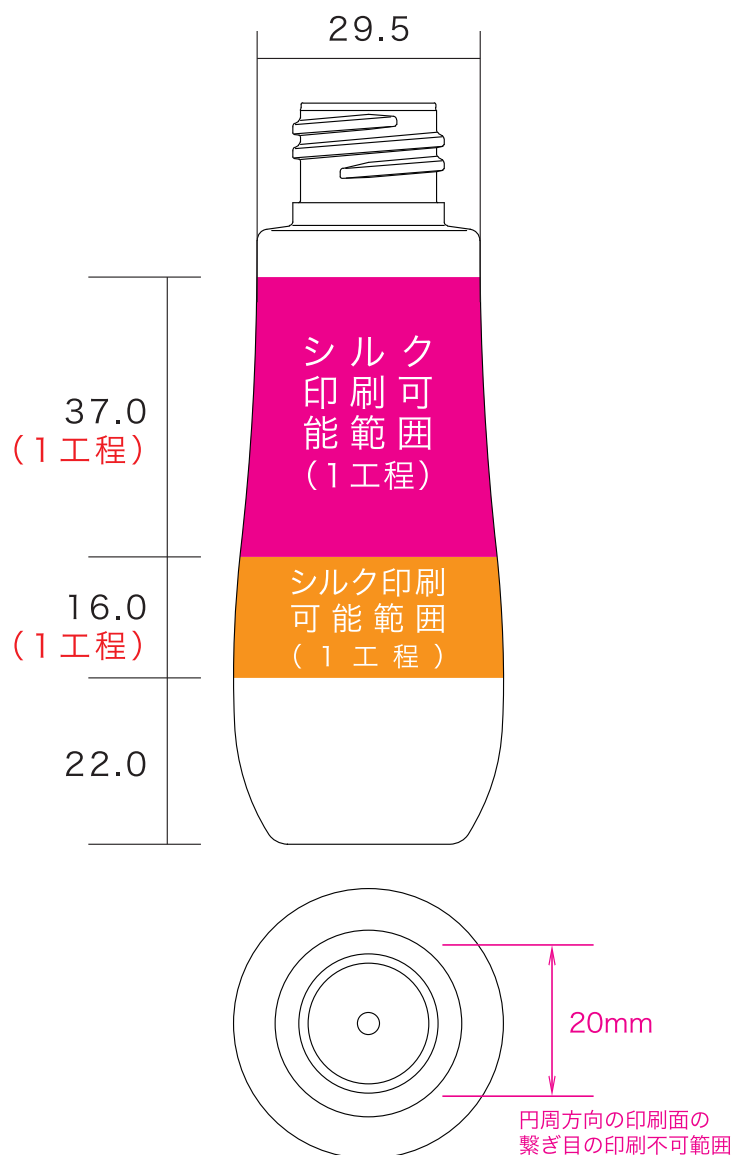 29.5
シルク
印刷可
能範囲
(1工程)
37.0
(1工程)
シルク印刷
可能範囲
(1工程)
16.0
(1工程)
22.0
20mm
円周方向の印刷面の
繋ぎ目の印刷不可範囲